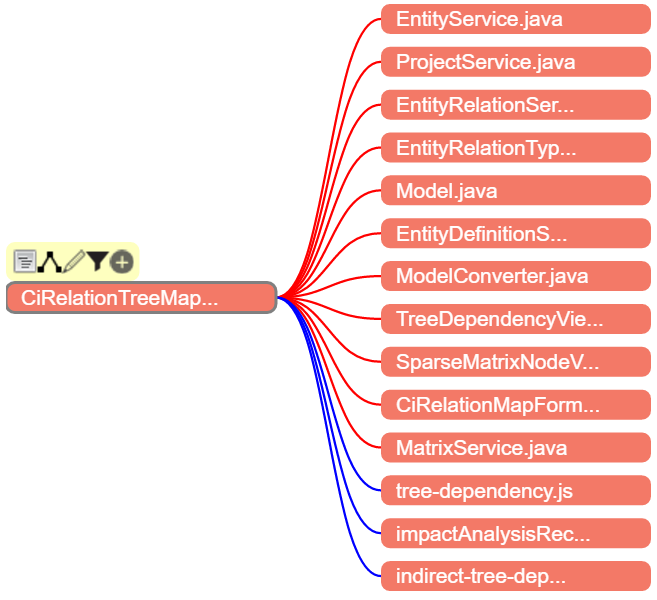 EntityService.java
ProjectService.java
EntityRelationSer...
EntityRelationTyp...
Model.java
EntityDefinitionS...
ModelConverter.java
CiRelationTreeMap...
TreeDependencyVie...
SparseMatrixNodeV...
CiRelationMapForm...
MatrixService.java
tree-dependency.js
impactAnalysisRec...
indirect-tree-dep...